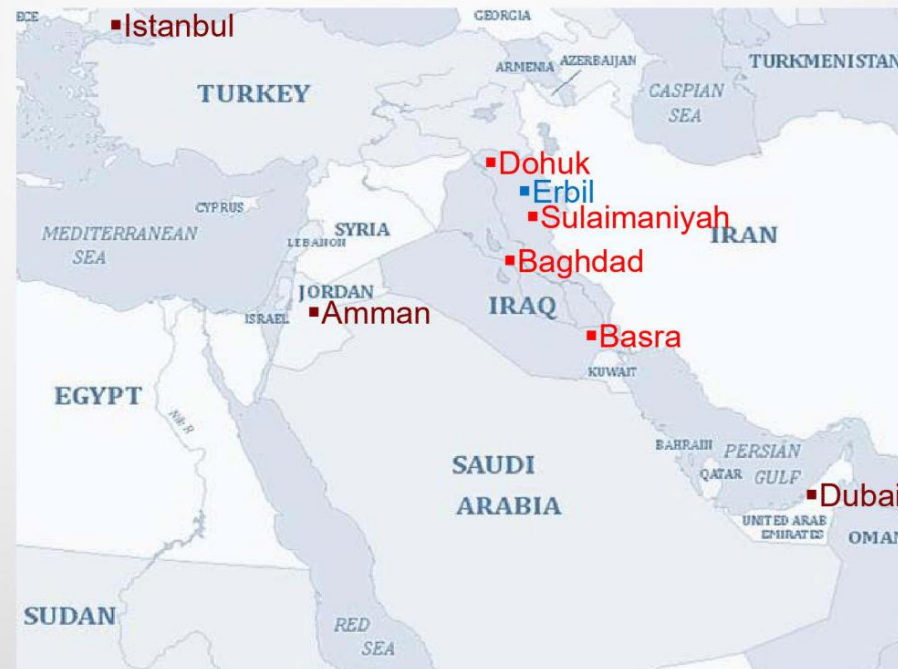 ECE
Istanbul
GEORGIA
ARMENIA
AZERBAIJAN
TURKMENISTAN
TURKEY
CASPIAN
SEA
Dohuk
Erbil
CYPRUS
Sulaimaniyah
MEDITERRANEAN
SEA
SYRIA
LEBANON
IRAN
Baghdad
JORDAN
IRAQ
ISRAEL
Amman
Basra
KUWAIT
EGYPT
Nile R
BAHRAIN
PERSIAN
GULF
QATAR
SAUDI
ARABIA
Dubai
UNITED ARAB
EMIRATES
OMAN
SUDAN
RED
SEA